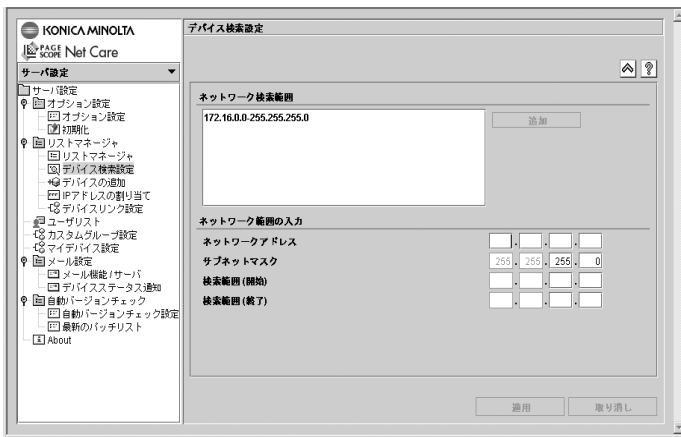 KONICA MINOLTA
PAGE SCOPE Net Care
サーバ設定
サーバ設定
オプション設定
オプション設定
初期化
リストマネージャ
リストマネージャ
デバイス検索設定
デバイスの追加
IPアドレスの割り当て
デバイスリンク設定
ユーザリスト
カスタムグループ設定
マイデバイス設定
メール設定
メール機能/サーバ
デバイスステータス通知
自動バージョンチェック
自動バージョンチェック設定
最新のパッチリスト
About
デバイス検索設定
?
ネットワーク検索範囲
172.16.0.0-255.255.255.0
追加
ネットワーク範囲の入力
ネットワークアドレス . . .
サブネットマスク 255. 255. 255. 0
検索範囲(開始) . . .
検索範囲(終了) . . .
適用
取り消し